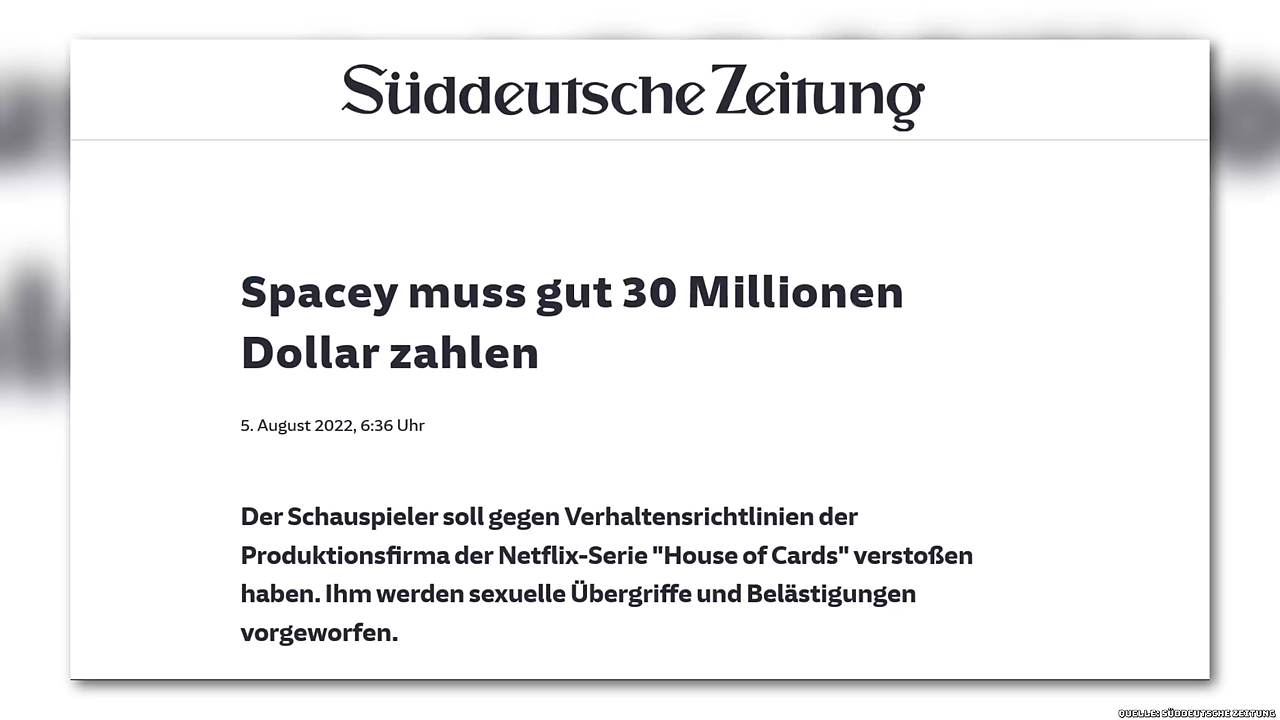 Süddeutsche Zeitung
Spacey muss gut 30 Millionen
Dollar zahlen
5. August 2022, 6:36 Uhr
Der Schauspieler soll gegen Verhaltensrichtlinien der
Produktionsfirma der Netflix-Serie "House of Cards" verstoßen
haben. Ihm werden sexuelle Übergriffe und Belästigungen
vorgeworfen.
QUELLE: SÜDDEUTSCHE ZEITUNG